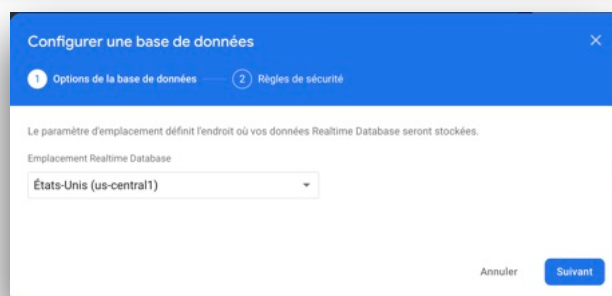 Configurer une base de données
1 Options de la base de données 2 Règles de sécurité
Le paramètre d'emplacement définit l'endroit où vos données Realtime Database seront stockées.
Emplacement Realtime Database
États-Unis (us-central1)
Annuler Suivant